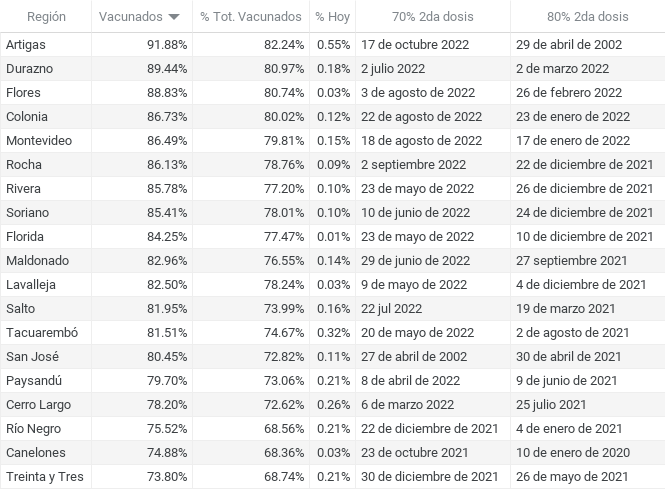 Región Vacunados % Tot. Vacunados % Hoy 70% 2da dosis 80% 2da dosis
Artigas 91.88% 82.24% 0.55% 17 de octubre 2022 29 de abril de 2002
Durazno 89.44% 80.97% 0.18% 2 julio 2022 2 de marzo 2022
Flores 88.83% 80.74% 0.03% 3 de agosto de 2022 26 de febrero 2022
Colonia 86.73% 80.02% 0.12% 22 de agosto de 2022 23 de enero de 2022
Montevideo 86.49% 79.81% 0.15% 18 de agosto de 2022 17 de enero de 2022
Rocha 86.13% 78.76% 0.09% 2 septiembre 2022 22 de diciembre de 2021
Rivera 85.78% 77.20% 0.10% 23 de mayo de 2022 26 de diciembre de 2021
Soriano 85.41% 78.01% 0.10% 10 de junio de 2022 24 de diciembre de 2021
Florida 84.25% 77.47% 0.01% 23 de mayo de 2022 10 de diciembre de 2021
Maldonado 82.96% 76.55% 0.14% 29 de junio de 2022 27 septiembre 2021
Lavalleja 82.50% 78.24% 0.03% 9 de mayo de 2022 4 de diciembre de 2021
Salto 81.95% 73.99% 0.16% 22 jul 2022 19 de marzo 2021
Tacuarembó 81.51% 74.67% 0.32% 20 de mayo de 2022 2 de agosto de 2021
San José 80.45% 72.82% 0.11% 27 de abril de 2002 30 de abril de 2021
Paysandú 79.70% 73.06% 0.21% 8 de abril de 2022 9 de junio de 2021
Cerro Largo 78.20% 72.62% 0.26% 6 de marzo 2022 25 julio 2021
Río Negro 75.52% 68.56% 0.21% 22 de diciembre de 2021 4 de enero de 2021
Canelones 74.88% 68.36% 0.03% 23 de octubre 2021 10 de enero de 2020
Treinta y Tres 73.80% 68.74% 0.21% 30 de diciembre de 2021 26 de mayo de 2021